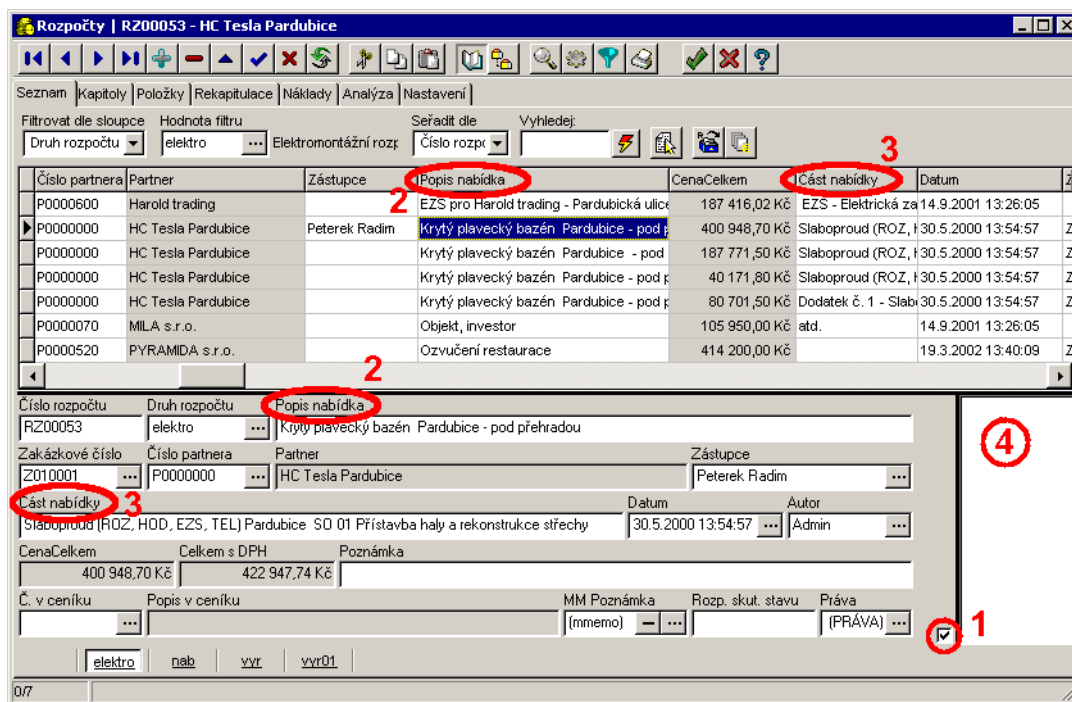 Rozpočty | RZ00053 - HC Tesla Pardubice
Seznam Kapitoly Položky Rekapitulace Náklady Analýza Nastavení
Filtrovat dle sloupce Hodnota filtru Seřadit dle Vyhledej:
Druh rozpočtu elektro ... Elektromontážní rozp Číslo rozpo
3
Číslo partnera Partner Zástupce Popis nabídka CenaCelkem Část nabídky Datum Z
2
P0000600 Harold trading EZS pro Harold trading - Pardubická ulice 187 416,02 Kč EZS - Elektrická za 14.9.2001 13:26:05
P0000000 HC Tesla Pardubice Peterek Radim Krytý plavecký bazén Pardubice - pod p 400 948,70 Kč Slaboproud (ROZ, H 30.5.2000 13:54:57 Z
P0000000 HC Tesla Pardubice Krytý plavecký bazén Pardubice - pod 187 771,50 Kč Slaboproud (ROZ, H 30.5.2000 13:54:57 Z
P0000000 HC Tesla Pardubice Krytý plavecký bazén Pardubice - pod p 40 171,80 Kč Slaboproud (ROZ, H 30.5.2000 13:54:57 Z
P0000000 HC Tesla Pardubice Krytý plavecký bazén Pardubice - pod p 80 701,50 Kč Dodatek č. 1 - Slab 30.5.2000 13:54:57 Z
P0000070 MILA s.r.o. Objekt, investor 105 950,00 Kč atd. 14.9.2001 13:26:05
P0000520 PYRAMIDA s.r.o. Ozvučení restaurace 414 200,00 Kč 19.3.2002 13:40:09 Z
2
Číslo rozpočtu Druh rozpočtu Popis nabídka
RZ00053 elektro ... Krytý plavecký bazén Pardubice - pod přehradou
4
Zakázkové číslo Číslo partnera Partner Zástupce
Z010001 ... P0000000 ... HC Tesla Pardubice Peterek Radim ...
Část nabídky 3 Datum Autor
Slaboproud (ROZ, HOD, EZS, TEL) Pardubice SO 01 Přístavba haly a rekonstrukce střechy 30.5.2000 13:54:57 ... Admin ...
CenaCelkem Celkem s DPH Poznámka
400 948,70 Kč 422 947,74 Kč
Č. v ceníku Popis v ceníku MM Poznámka Rozp. skut. stavu Práva
... (mmemo) ... (PRÁVA) ...
1
elektro nab vyr vyr01
0/7